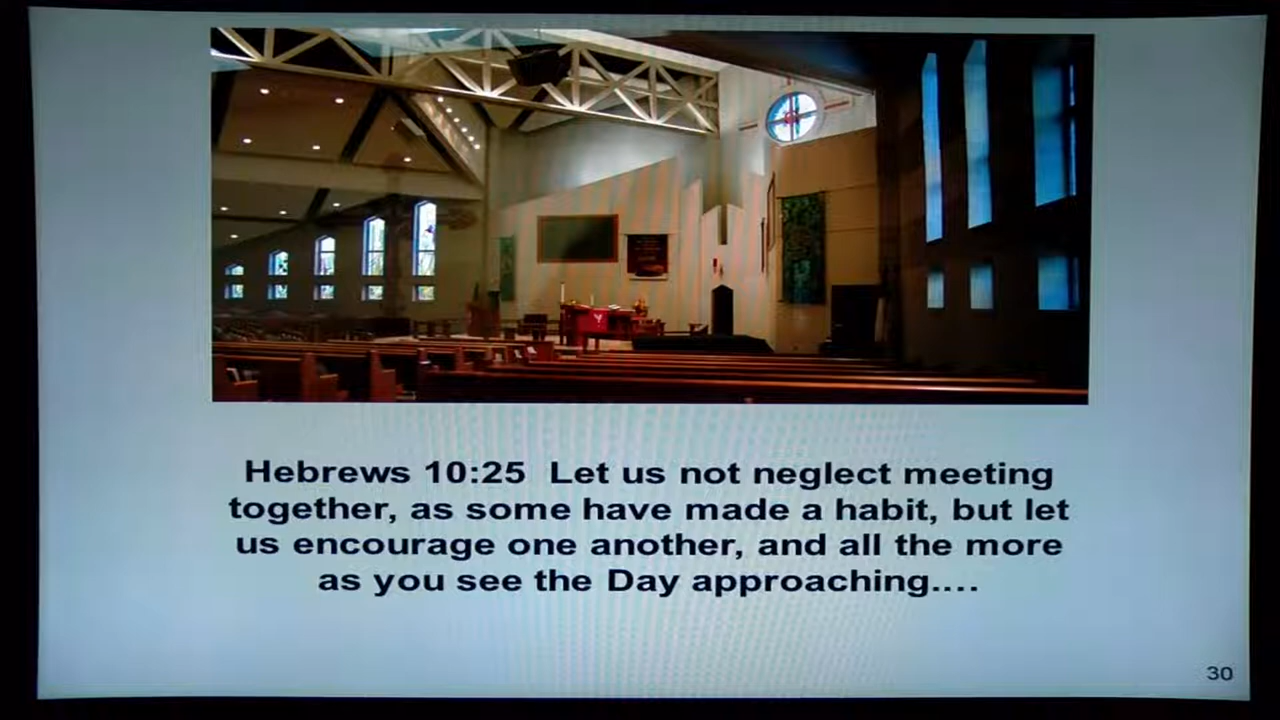 Hebrews 10:25  Let us not neglect meeting
together, as some have made a habit, but let
us encourage one another, and all the more
as you see the Day approaching....
30